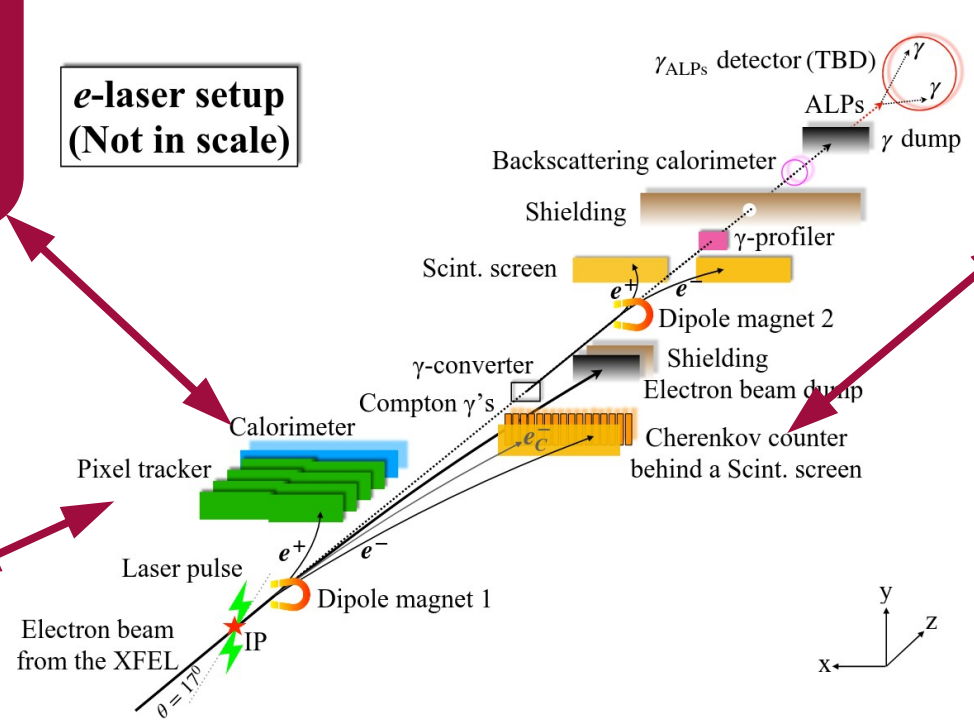 e-laser setup
(Not in scale)
γALPs detector (TBD)
γ
γ
ALPs
γ dump
Backscattering calorimeter
Shielding
γ-profiler
Scint. screen
e+
e−
Dipole magnet 2
γ-converter
Shielding
Electron beam dump
Compton γ's
e−C
Cherenkov counter
behind a Scint. screen
Calorimeter
Pixel tracker
e+
e−
Laser pulse
Dipole magnet 1
Electron beam
from the XFEL
IP
θ = 17⁰
y
z
x